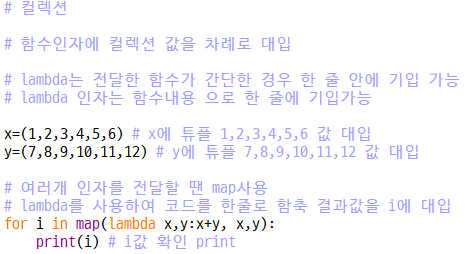 # 컬렉션
# 함수인자에 컬렉션 값을 차례로 대입
# lambda는 전달한 함수가 간단한 경우 한 줄 안에 기입 가능
# lambda 인자는 함수내용 으로 한 줄에 기입가능
x=(1,2,3,4,5,6) # x에 튜플 1,2,3,4,5,6 값 대입
y=(7,8,9,10,11,12) # y에 튜플 7,8,9,10,11,12 값 대입
# 여러개 인자를 전달할 땐 map사용
# lambda를 사용하여 코드를 한줄로 함축 결과값을 i에 대입
for i in map(lambda x,y:x+y, x,y):
    print(i) # i값 확인 print